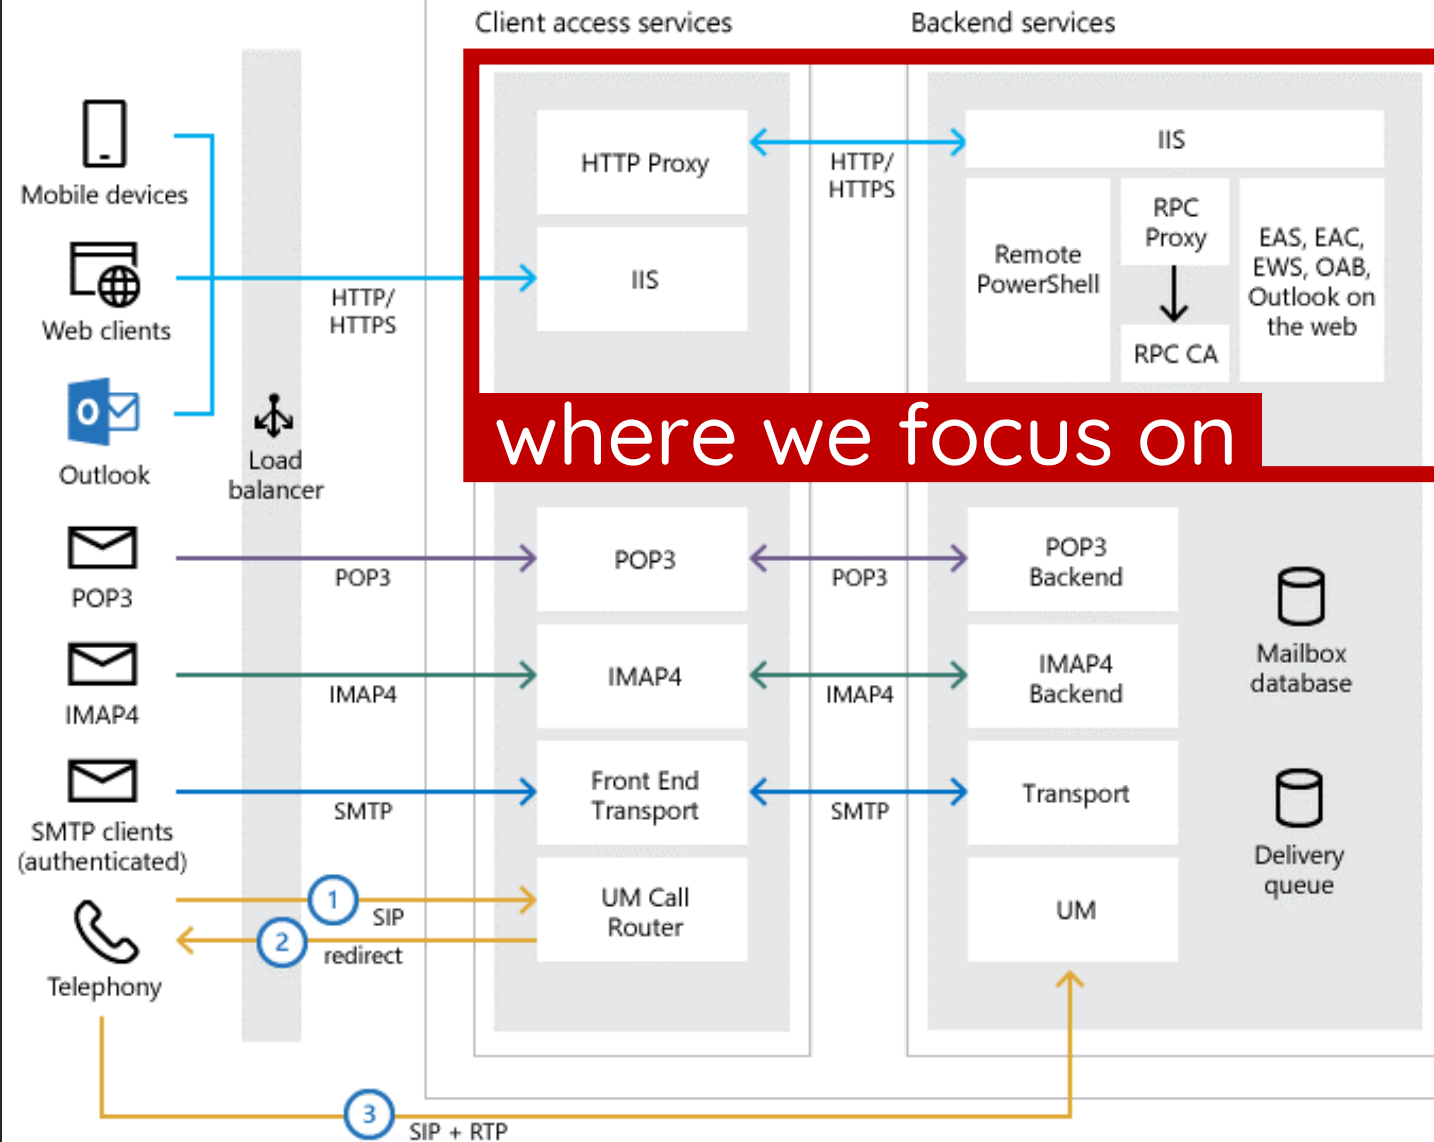 Client access services
Backend services
Mobile devices
Web clients
Outlook
HTTP/
HTTPS
Load
balancer
HTTP Proxy
IIS
HTTP/
HTTPS
IIS
Remote
PowerShell
RPC
Proxy
RPC CA
EAS, EAC,
EWS, OAB,
Outlook on
the web
where we focus on
POP3
POP3
POP3
POP3
POP3
Backend
IMAP4
IMAP4
IMAP4
IMAP4
IMAP4
Backend
Mailbox
database
SMTP clients
(authenticated)
SMTP
Front End
Transport
SMTP
Transport
Delivery
queue
Telephony
1
SIP
2
redirect
UM Call
Router
UM
3
SIP + RTP